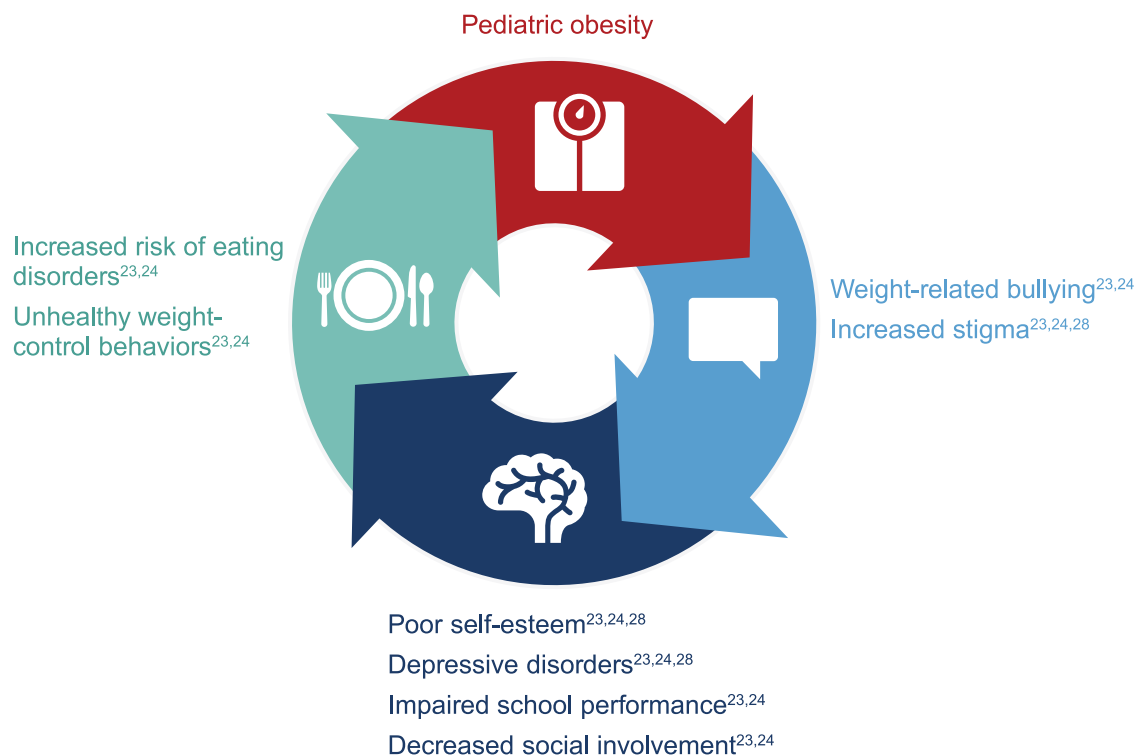 Pediatric obesity
Increased risk of eating
disorders23,24
Unhealthy weight-
control behaviors23,24
Weight-related bullying23,24
Increased stigma23,24,28
Poor self-esteem23,24,28
Depressive disorders23,24,28
Impaired school performance23,24
Decreased social involvement23,24